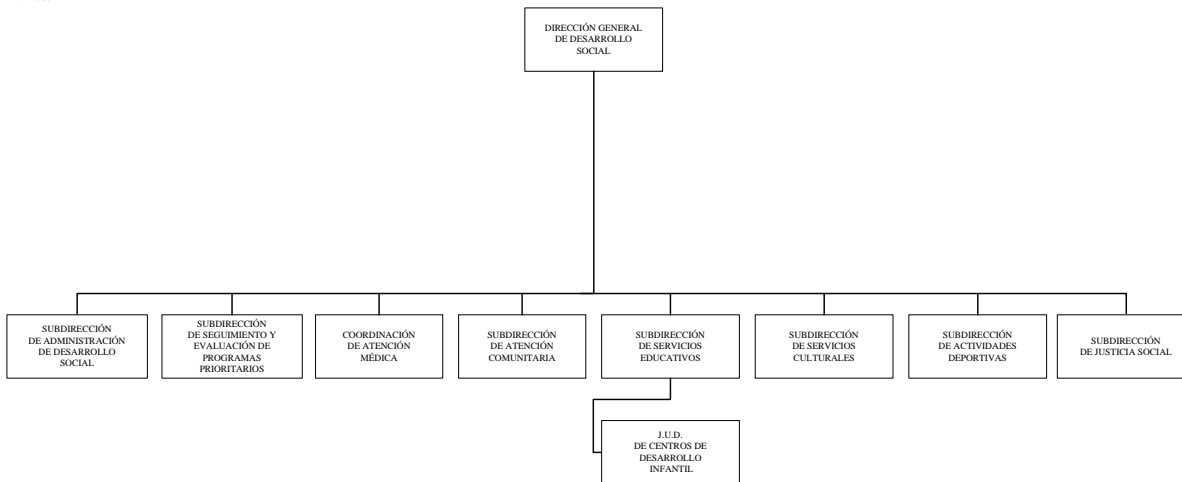 DIRECCIÓN GENERAL
DE DESARROLLO
SOCIAL
SUBDIRECCIÓN
DE ADMINISTRACIÓN
DE DESARROLLO
SOCIAL
SUBDIRECCIÓN
DE SEGUIMIENTO Y
EVALUACIÓN DE
PROGRAMAS
PRIORITARIOS
COORDINACIÓN
DE ATENCIÓN
MÉDICA
SUBDIRECCIÓN
DE ATENCIÓN
COMUNITARIA
SUBDIRECCIÓN
DE SERVICIOS
EDUCATIVOS
SUBDIRECCIÓN
DE SERVICIOS
CULTURALES
SUBDIRECCIÓN
DE ACTIVIDADES
DEPORTIVAS
SUBDIRECCIÓN
DE JUSTICIA SOCIAL
J.U.D.
DE CENTROS DE
DESARROLLO
INFANTIL